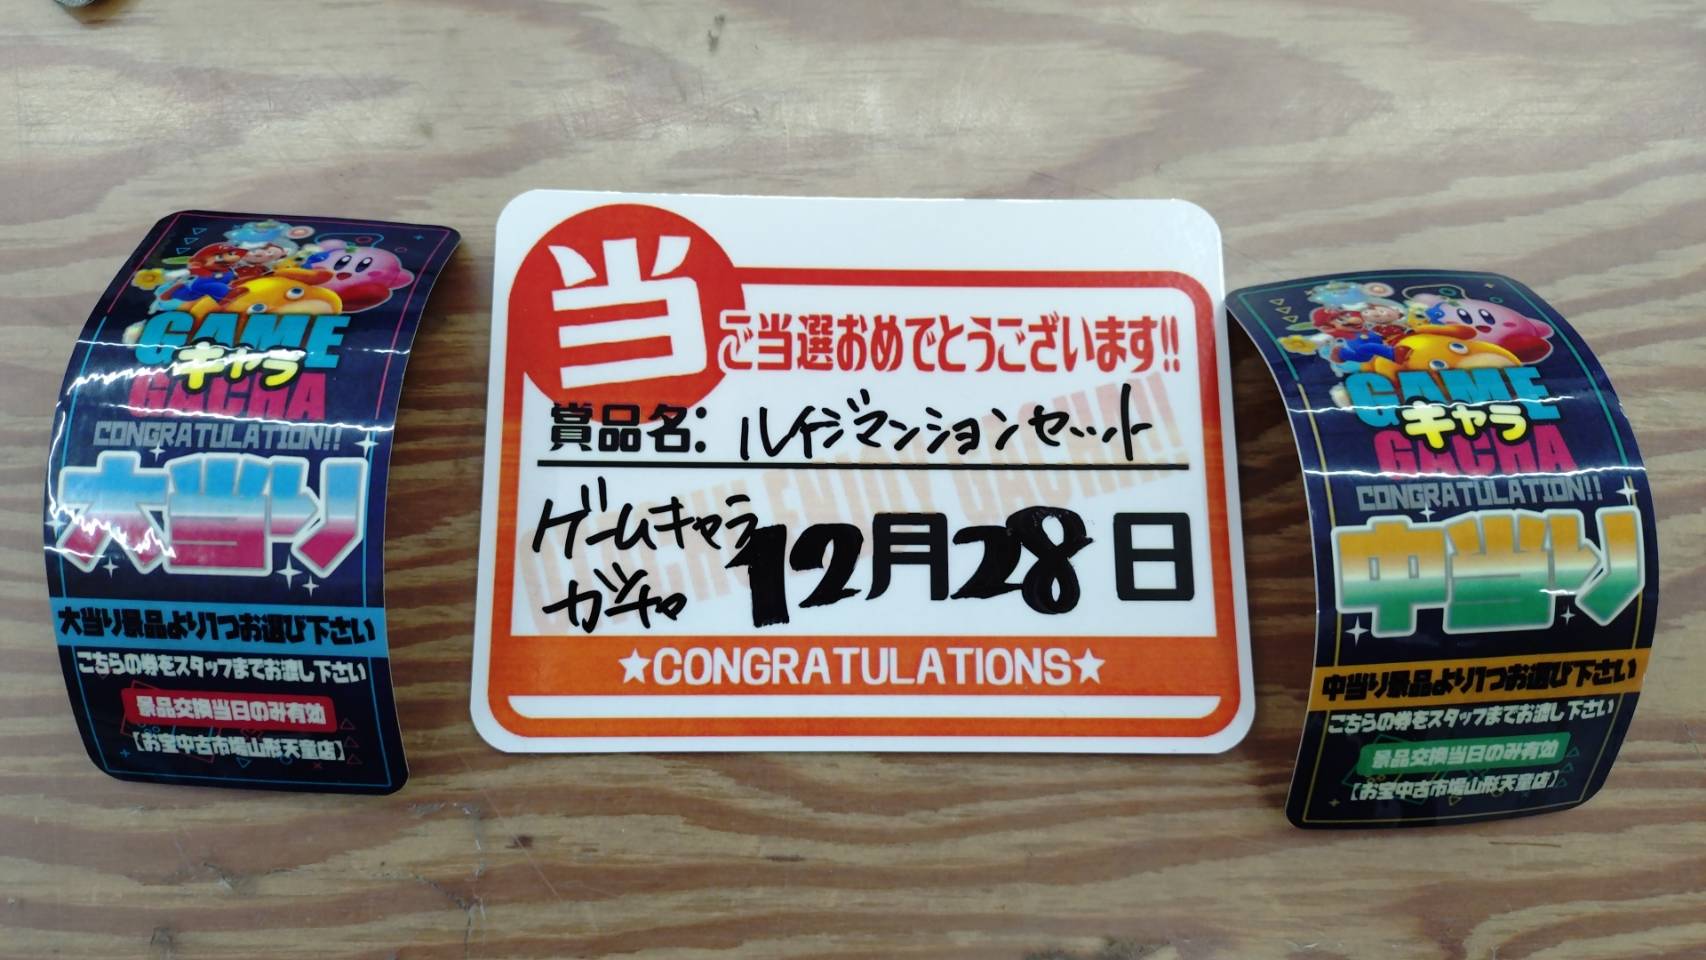 GAME
キャラ
GACHA
CONGRATULATION!!
大当り
大当り景品より1つお選び下さい
こちらの券をスタッフまでお渡し下さい
景品交換当日のみ有効
【お宝中古市場山形天童店】
当
ご当選おめでとうございます!!
賞品名: ルイジマンションセット
ゲームキャラ
ガチャ
12月28日
★CONGRATULATIONS★
GAME
キャラ
GACHA
CONGRATULATION!!
中当り
中当り景品より1つお選び下さい
こちらの券をスタッフまでお渡し下さい
景品交換当日のみ有効
【お宝中古市場山形天童店】